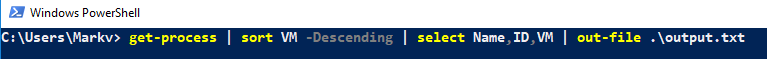 Windows PowerShell
C:\Users\Markv> get-process | sort VM -Descending | select Name,ID,VM | out-file .\output.txt